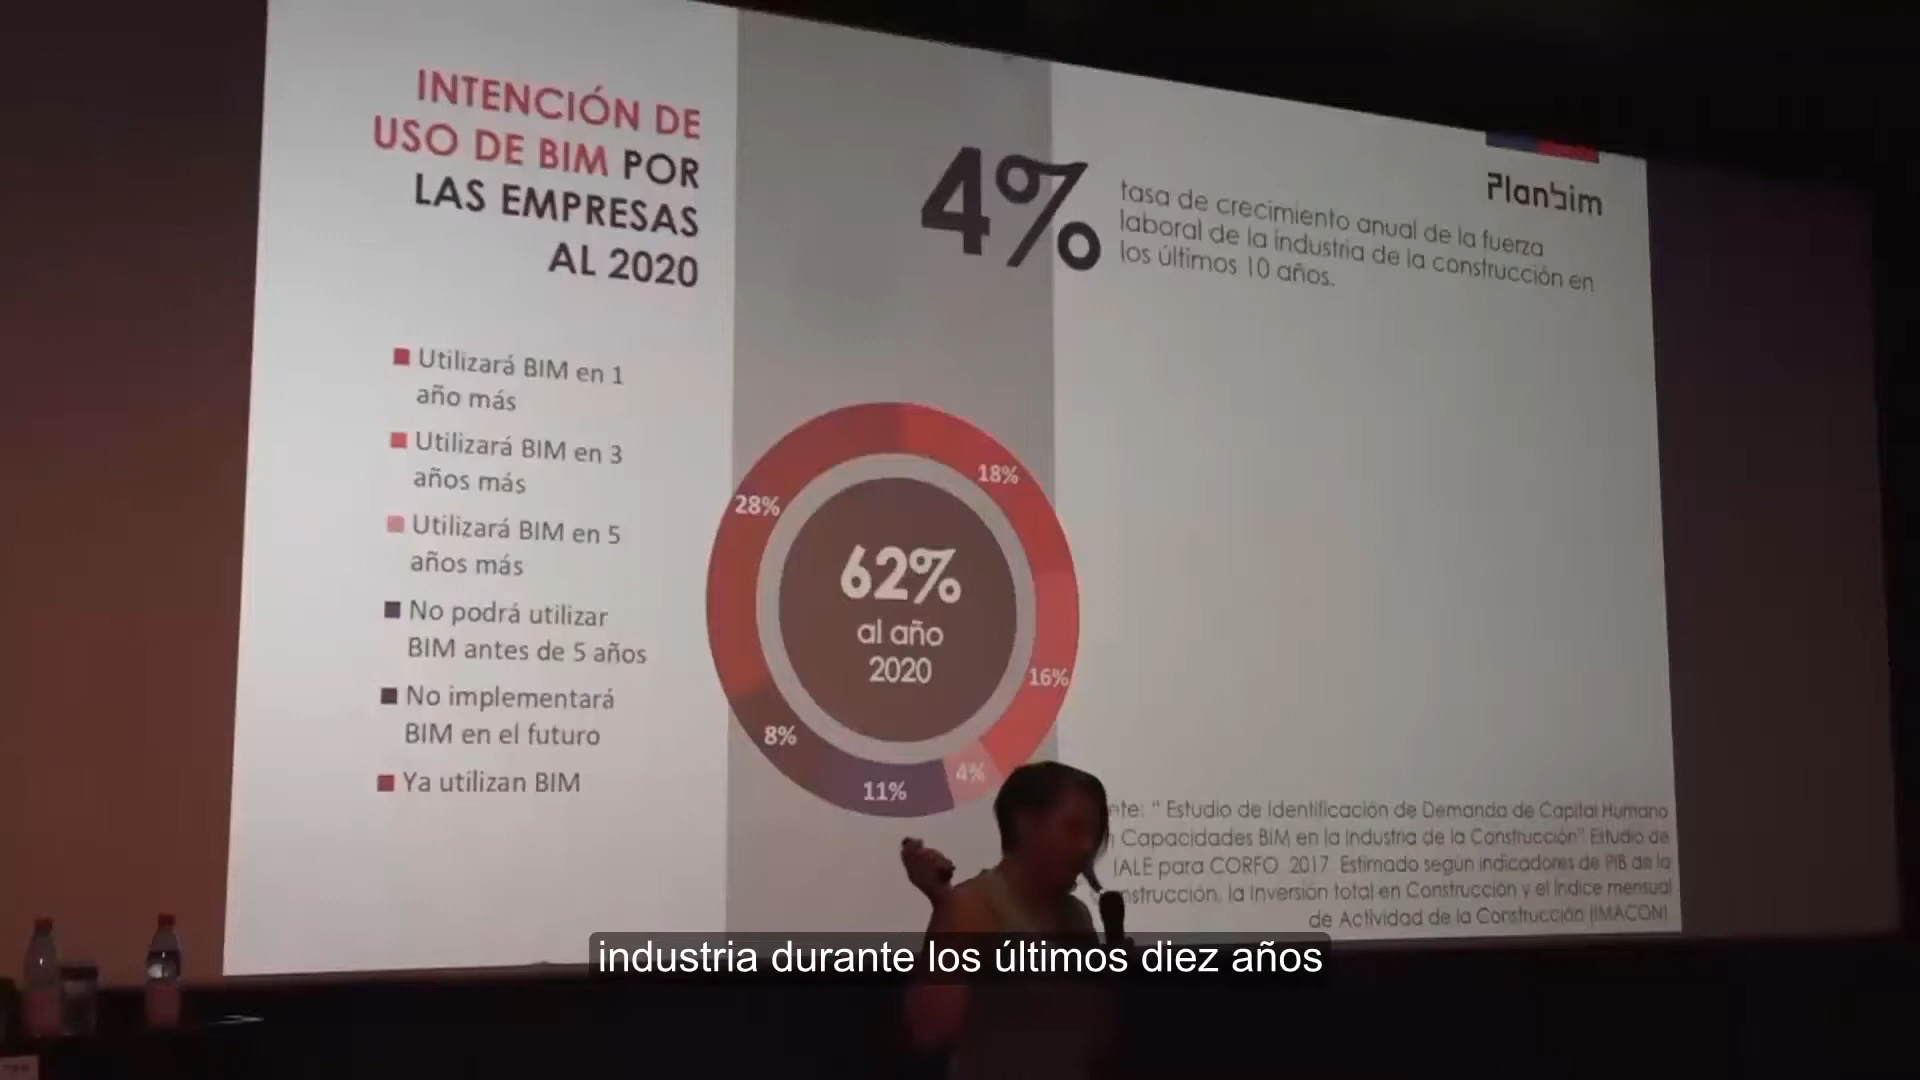 INTENCIÓN DE
USO DE BIM POR
LAS EMPRESAS
AL 2020
Utilizará BIM en 1
año más
Utilizará BIM en 3
años más
Utilizará BIM en 5
años más
No podrá utilizar
BIM antes de 5 años
No implementará
BIM en el futuro
Ya utilizan BIM
4%
tasa de crecimiento anual de la fuerza
laboral de la industria de la construcción en
los últimos 10 años.
Planbim
18%
28%
62%
al año
2020
16%
8%
4%
11%
" Estudio de Identificación de Demanda de Capital Humano
Capacidades BIM en la Industria de la Construcción" Estudio de
IALE para CORFO 2017 Estimado según indicadores de PIB de la
la Inversión total en Construcción y el Índice mensual
de Actividad de la Construcción (IMACON)
industria durante los últimos diez años